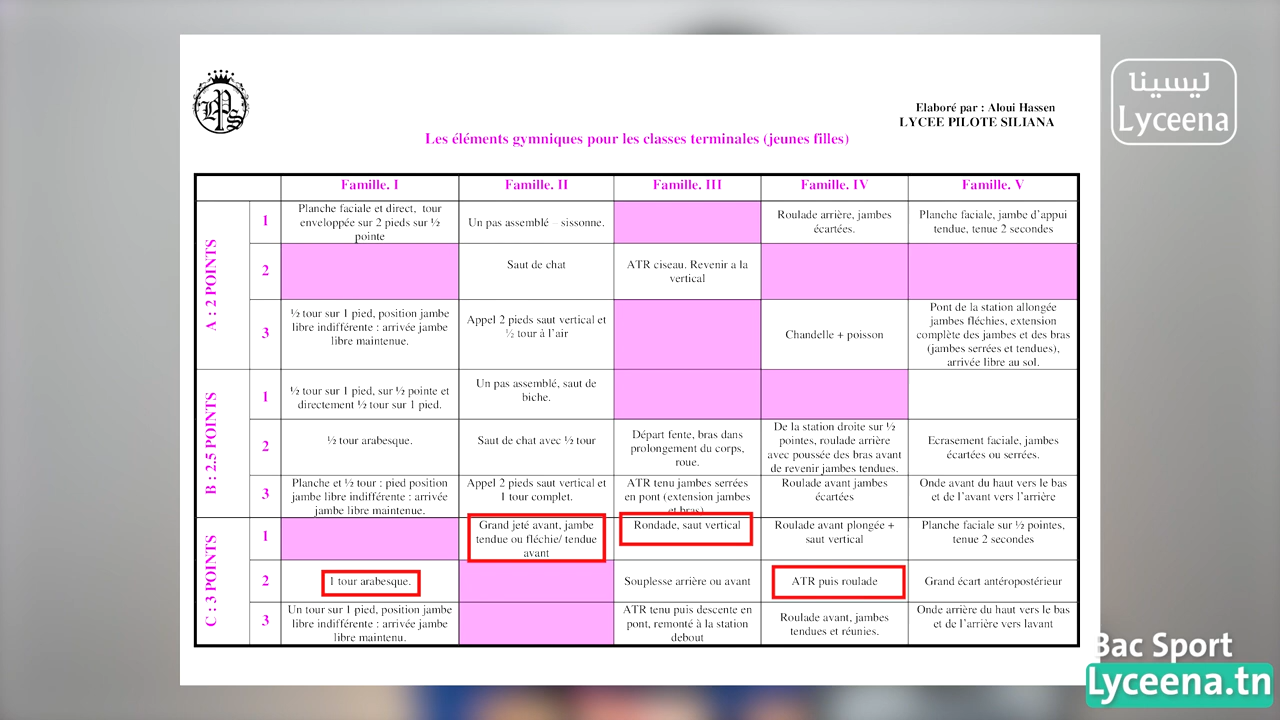 ليسينا
Lyceena
LPS
Elaboré par : Aloui Hassen
LYCEE PILOTE SILIANA
Les éléments gymniques pour les classes terminales (jeunes filles)
Famille. I
Famille. II
Famille. III
Famille. IV
Famille. V
A : 2 POINTS
1
Planche faciale et direct, tour
enveloppée sur 2 pieds sur ½
pointe
Un pas assemblé – sissonne.
Roulade arrière, jambes
écartées.
Planche faciale, jambe d'appui
tendue, tenue 2 secondes
2
Saut de chat
ATR ciseau. Revenir a la
vertical
3
½ tour sur 1 pied, position jambe
libre indifférente : arrivée jambe
libre maintenue.
Appel 2 pieds saut vertical et
½ tour à l'air
Chandelle + poisson
Pont de la station allongée
jambes fléchies, extension
complète des jambes et des bras
(jambes serrées et tendues),
arrivée libre au sol.
B : 2.5 POINTS
1
½ tour sur 1 pied, sur ½ pointe et
directement ½ tour sur 1 pied.
Un pas assemblé, saut de
biche.
2
½ tour arabesque.
Saut de chat avec ½ tour
Départ fente, bras dans
prolongement du corps,
roue.
De la station droite sur ½
pointes, roulade arrière
avec poussée des bras avant
de revenir jambes tendues.
Ecrasement faciale, jambes
écartées ou serrées.
3
Planche et ½ tour : pied position
jambe libre indifférente : arrivée
jambe libre maintenue.
Appel 2 pieds saut vertical et
1 tour complet.
ATR tenu jambes serrées
en pont (extension jambes
et bras)
Roulade avant jambes
écartées
Onde avant du haut vers le bas
et de l'avant vers l'arrière
C : 3 POINTS
1
Grand jeté avant, jambe
tendue ou fléchie/ tendue
avant
Rondade, saut vertical
Roulade avant plongée +
saut vertical
Planche faciale sur ½ pointes,
tenue 2 secondes
2
1 tour arabesque.
Souplesse arrière ou avant
ATR puis roulade
Grand écart antéropostérieur
3
Un tour sur 1 pied, position jambe
libre indifférente : arrivée jambe
libre maintenu.
ATR tenu puis descente en
pont, remonté à la station
debout
Roulade avant, jambes
tendues et réunies.
Onde arrière du haut vers le bas
et de l'arrière vers lavant
Bac Sport
Lyceena.tn